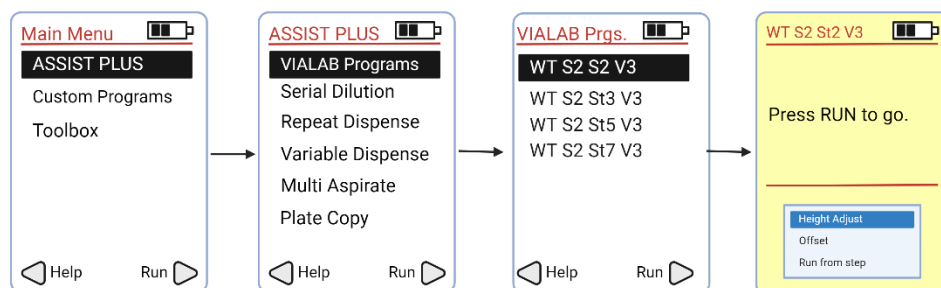 Main Menu
ASSIST PLUS
Custom Programs
Toolbox
Help
Run
ASSIST PLUS
VIALAB Programs
Serial Dilution
Repeat Dispense
Variable Dispense
Multi Aspirate
Plate Copy
Help
Run
VIALAB Prgs.
WT S2 S2 V3
WT S2 St3 V3
WT S2 St5 V3
WT S2 St7 V3
Help
Run
WT S2 St2 V3
Press RUN to go.
Height Adjust
Offset
Run from step